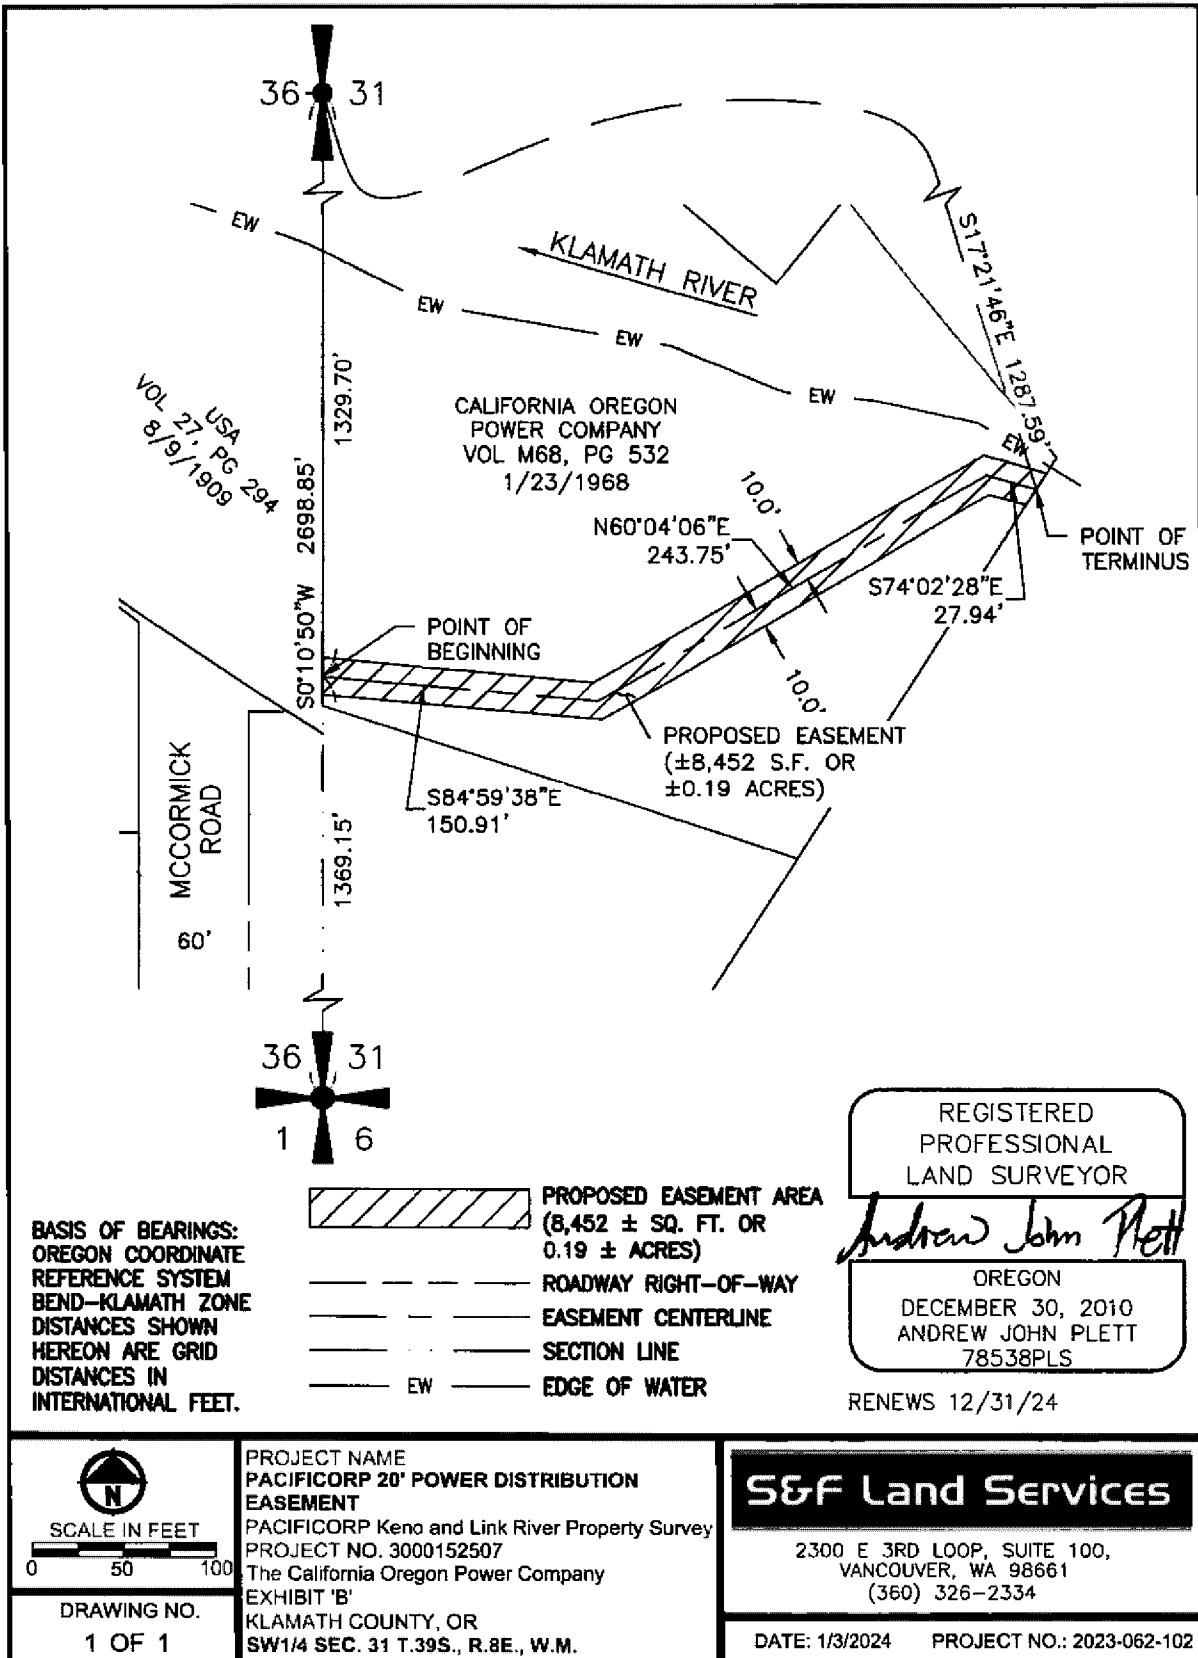 36 31
EW
KLAMATH RIVER
S17°21'46"E 1287.59'
EW
EW
EW
EW
1329.70'
USA
VOL 27, PG 294
8/9/1909
CALIFORNIA OREGON
POWER COMPANY
VOL M68, PG 532
1/23/1968
S0°10'50"W 2698.85'
10.0'
N60°04'06"E
243.75'
POINT OF
TERMINUS
S74°02'28"E
27.94'
POINT OF
BEGINNING
10.0'
PROPOSED EASEMENT
(±8,452 S.F. OR
±0.19 ACRES)
S84°59'38"E
150.91'
MCCORMICK
ROAD
60'
1369.15'
36 31
1 6
BASIS OF BEARINGS:
OREGON COORDINATE
REFERENCE SYSTEM
BEND-KLAMATH ZONE
DISTANCES SHOWN
HEREON ARE GRID
DISTANCES IN
INTERNATIONAL FEET.
PROPOSED EASEMENT AREA
(8,452 ± SQ. FT. OR
0.19 ± ACRES)
ROADWAY RIGHT-OF-WAY
EASEMENT CENTERLINE
SECTION LINE
EW EDGE OF WATER
REGISTERED
PROFESSIONAL
LAND SURVEYOR
Andrew John Plett
OREGON
DECEMBER 30, 2010
ANDREW JOHN PLETT
78538PLS
RENEWS 12/31/24
N
SCALE IN FEET
0 50 100
DRAWING NO.
1 OF 1
PROJECT NAME
PACIFICORP 20' POWER DISTRIBUTION
EASEMENT
PACIFICORP Keno and Link River Property Survey
PROJECT NO. 3000152507
The California Oregon Power Company
EXHIBIT 'B'
KLAMATH COUNTY, OR
SW1/4 SEC. 31 T.39S., R.8E., W.M.
S&F Land Services
2300 E 3RD LOOP, SUITE 100,
VANCOUVER, WA 98661
(360) 326-2334
DATE: 1/3/2024 PROJECT NO.: 2023-062-102